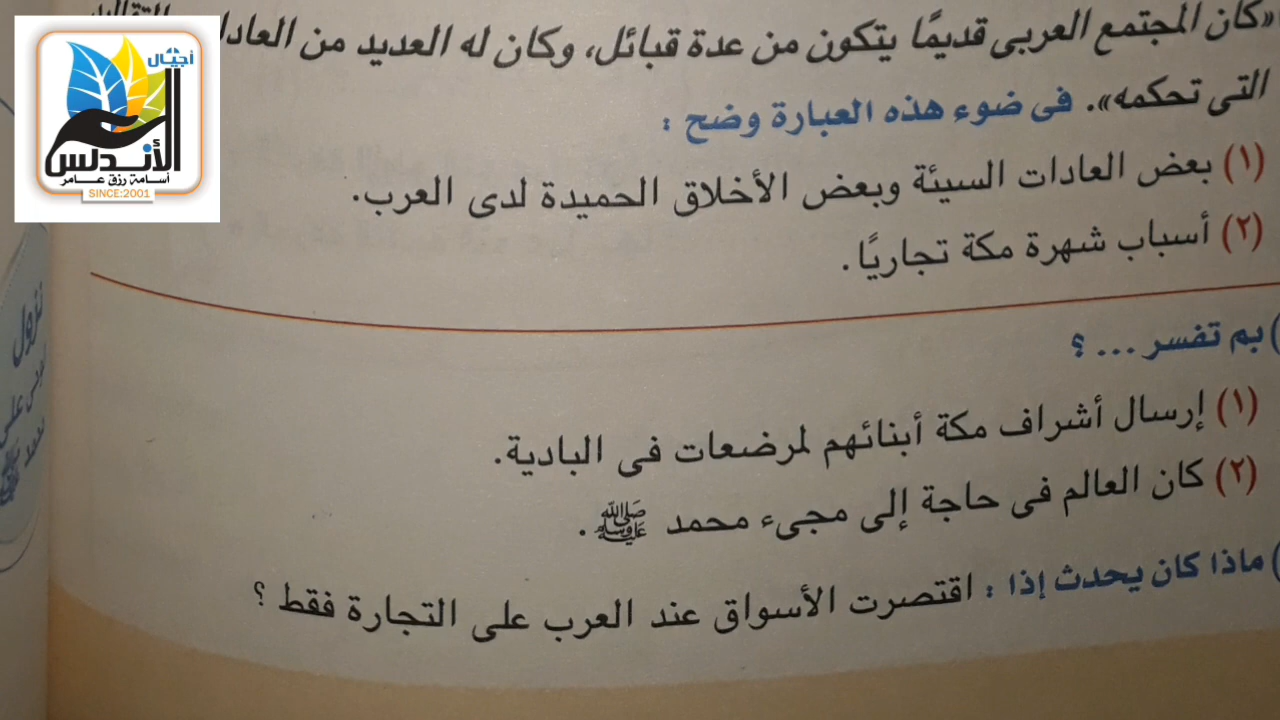 «كان المجتمع العربى قديمًا يتكون من عدة قبائل، وكان له العديد من العادات
التى تحكمه». فى ضوء هذه العبارة وضح :
(١) بعض العادات السيئة وبعض الأخلاق الحميدة لدى العرب.
(٢) أسباب شهرة مكة تجاريًا.
بم تفسر ... ؟
(١) إرسال أشراف مكة أبنائهم لمرضعات فى البادية.
(٢) كان العالم فى حاجة إلى مجىء محمد ﷺ .
ماذا كان يحدث إذا : اقتصرت الأسواق عند العرب على التجارة فقط ؟
أجيال
الأندلس
أسامة رزق عامر
SINCE:2001
نزول
على